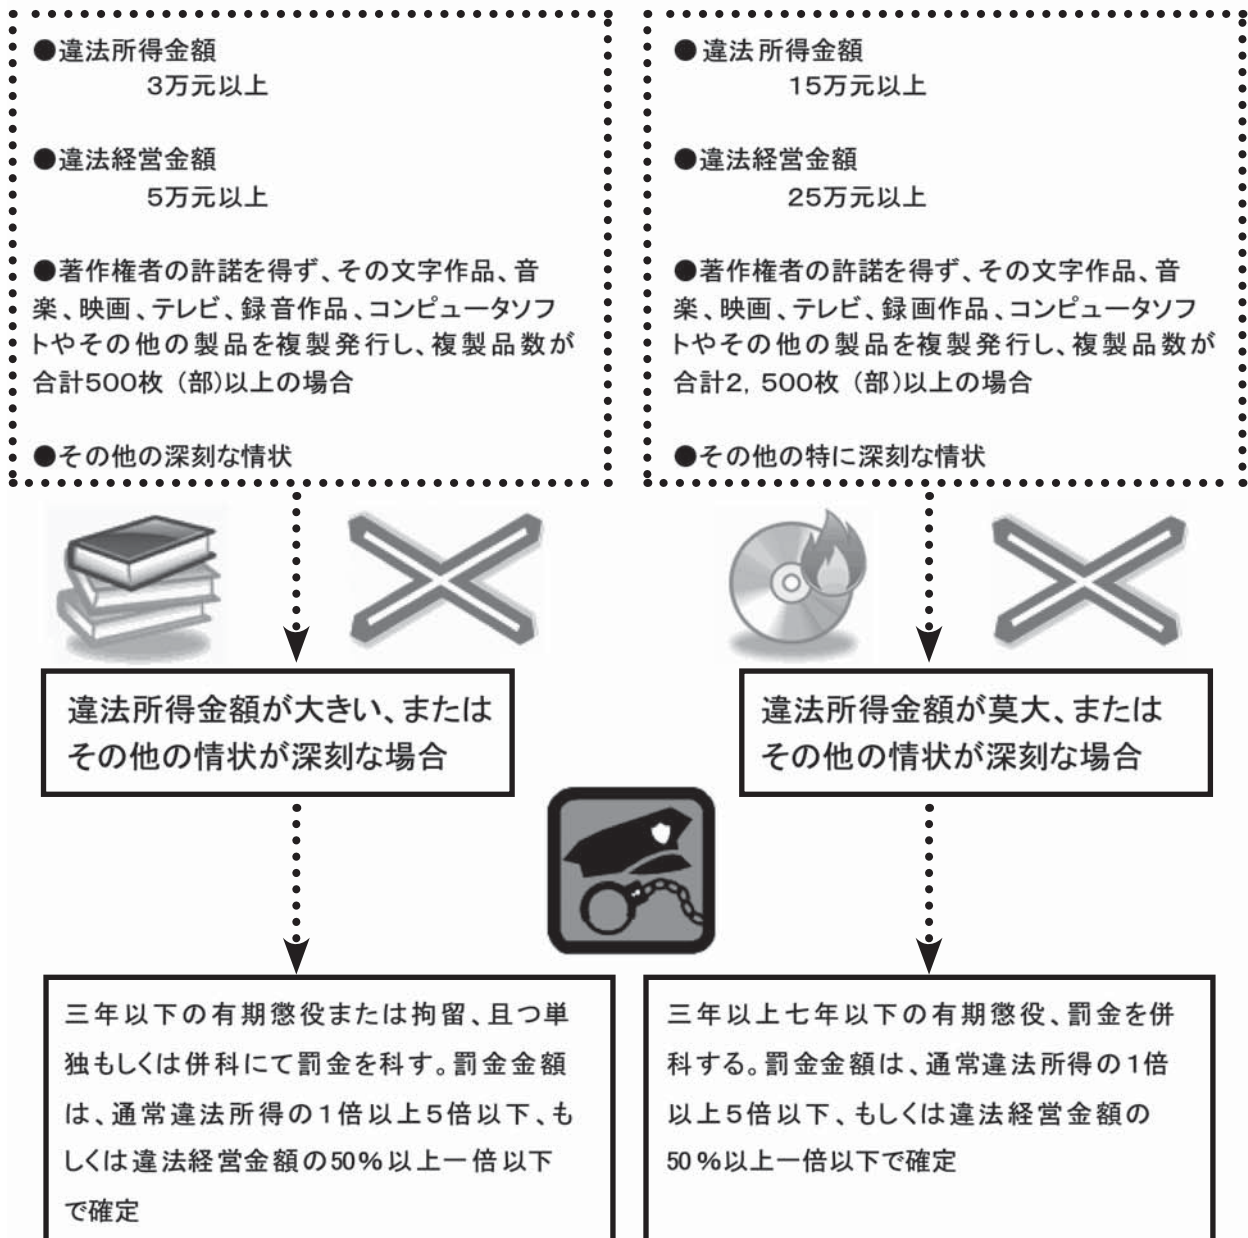 ●違法所得金額
3万元以上
●違法経営金額
5万元以上
●著作権者の許諾を得ず、その文字作品、音
楽、映画、テレビ、録音作品、コンピュータソフ
トやその他の製品を複製発行し、複製品数が
合計500枚（部）以上の場合
●その他の深刻な情状
●違法所得金額
15万元以上
●違法経営金額
25万元以上
●著作権者の許諾を得ず、その文字作品、音
楽、映画、テレビ、録画作品、コンピュータソフ
トやその他の製品を複製発行し、複製品数が
合計2，500枚（部）以上の場合
●その他の特に深刻な情状
違法所得金額が大きい、または
その他の情状が深刻な場合
違法所得金額が莫大、または
その他の情状が深刻な場合
三年以下の有期懲役または拘留、且つ単
独もしくは併科にて罰金を科す。罰金金額
は、通常違法所得の１倍以上５倍以下、も
しくは違法経営金額の50%以上一倍以下
で確定
三年以上七年以下の有期懲役、罰金を併
科する。罰金金額は、通常違法所得の１倍
以上５倍以下、もしくは違法経営金額の
50%以上一倍以下で確定